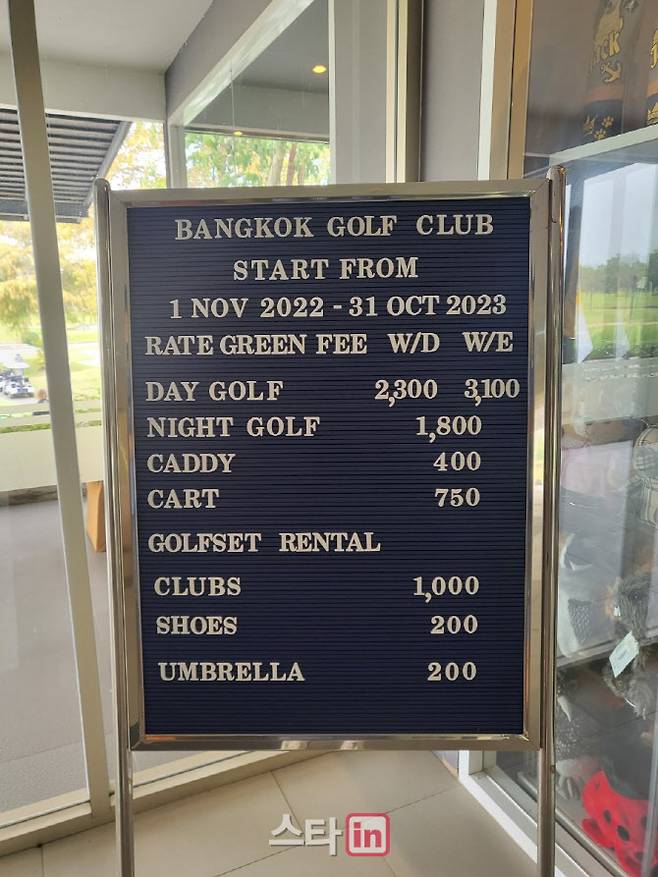 BANGKOK GOLF CLUB
START FROM
1 NOV 2022 - 31 OCT 2023
RATE GREEN FEE W/D W/E
DAY GOLF 2,300 3,100
NIGHT GOLF 1,800
CADDY 400
CART 750
GOLFSET RENTAL
CLUBS 1,000
SHOES 200
UMBRELLA 200
스타in